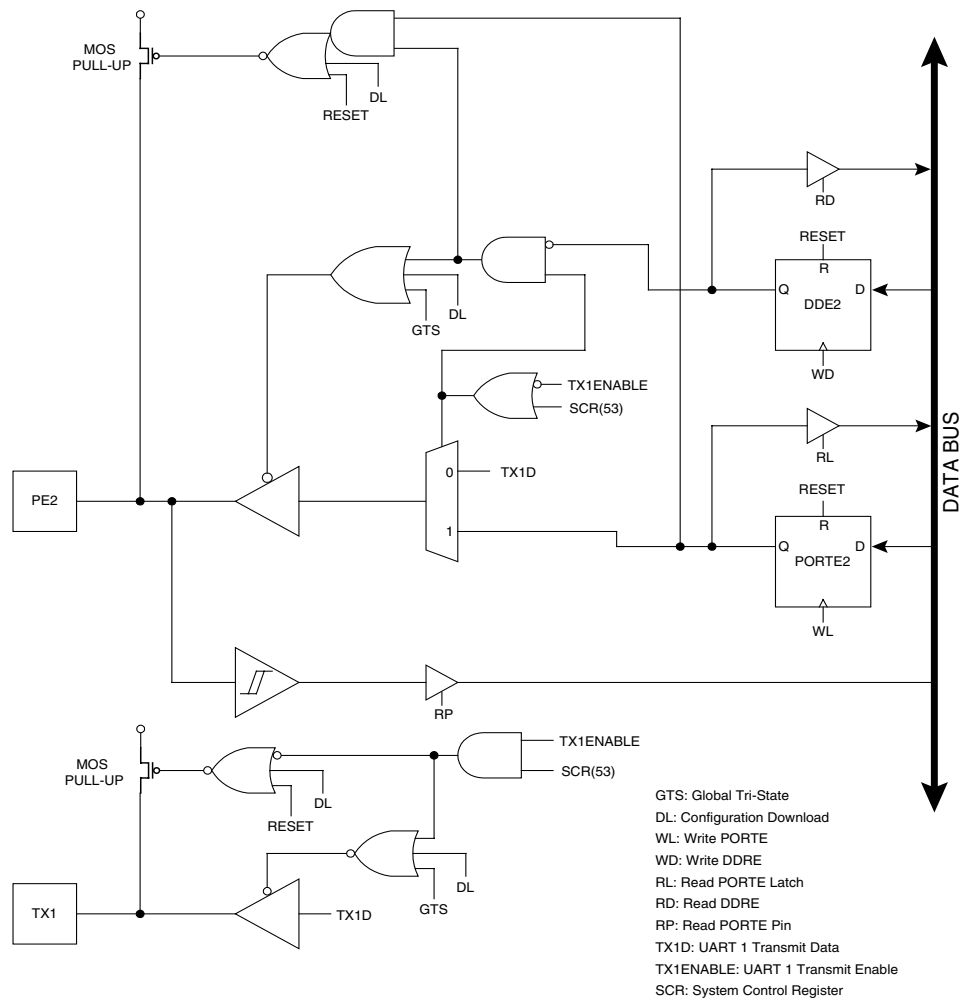 MOS
PULL-UP
DL
RESET
RD
RESET
R
Q
D
DDE2
WD
DL
GTS
TX1ENABLE
SCR(53)
RL
DATA BUS
0
TX1D
PE2
1
RESET
R
Q
D
PORTE2
WL
RP
MOS
PULL-UP
TX1ENABLE
SCR(53)
DL
RESET
DL
GTS
TX1
TX1D
GTS: Global Tri-State
DL: Configuration Download
WL: Write PORTE
WD: Write DDRE
RL: Read PORTE Latch
RD: Read DDRE
RP: Read PORTE Pin
TX1D: UART 1 Transmit Data
TX1ENABLE: UART 1 Transmit Enable
SCR: System Control Register